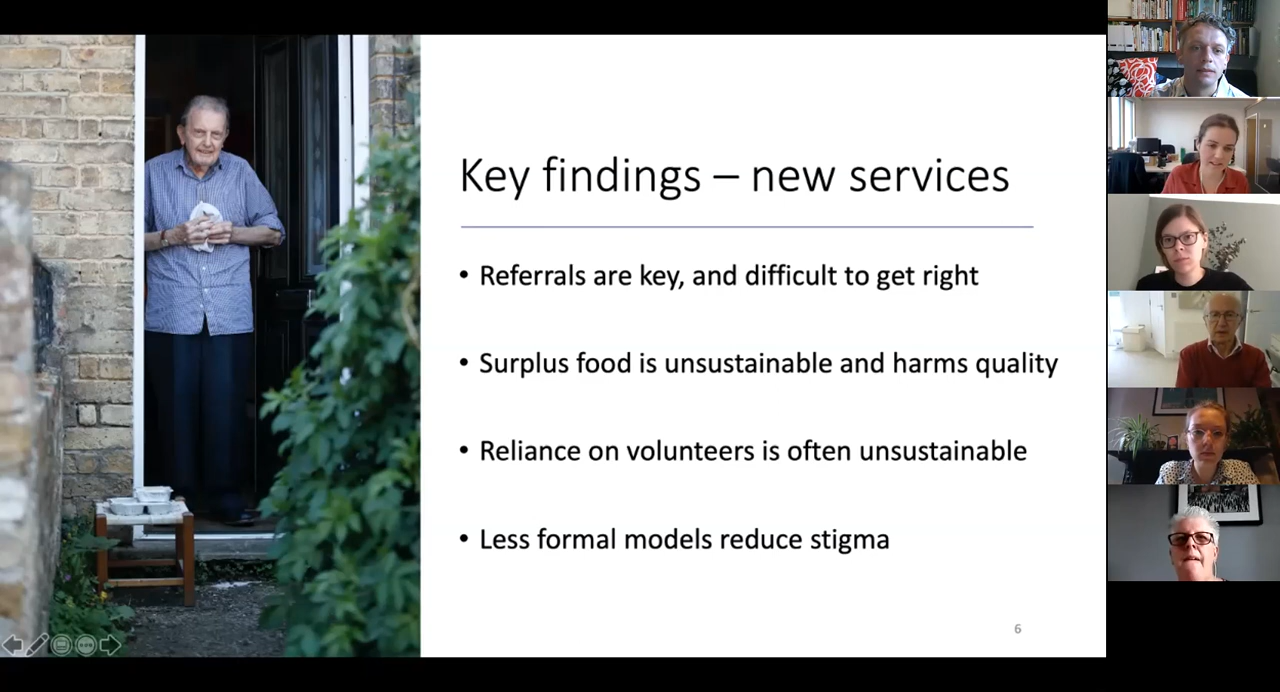 Key findings – new services
• Referrals are key, and difficult to get right
• Surplus food is unsustainable and harms quality
• Reliance on volunteers is often unsustainable
• Less formal models reduce stigma
6